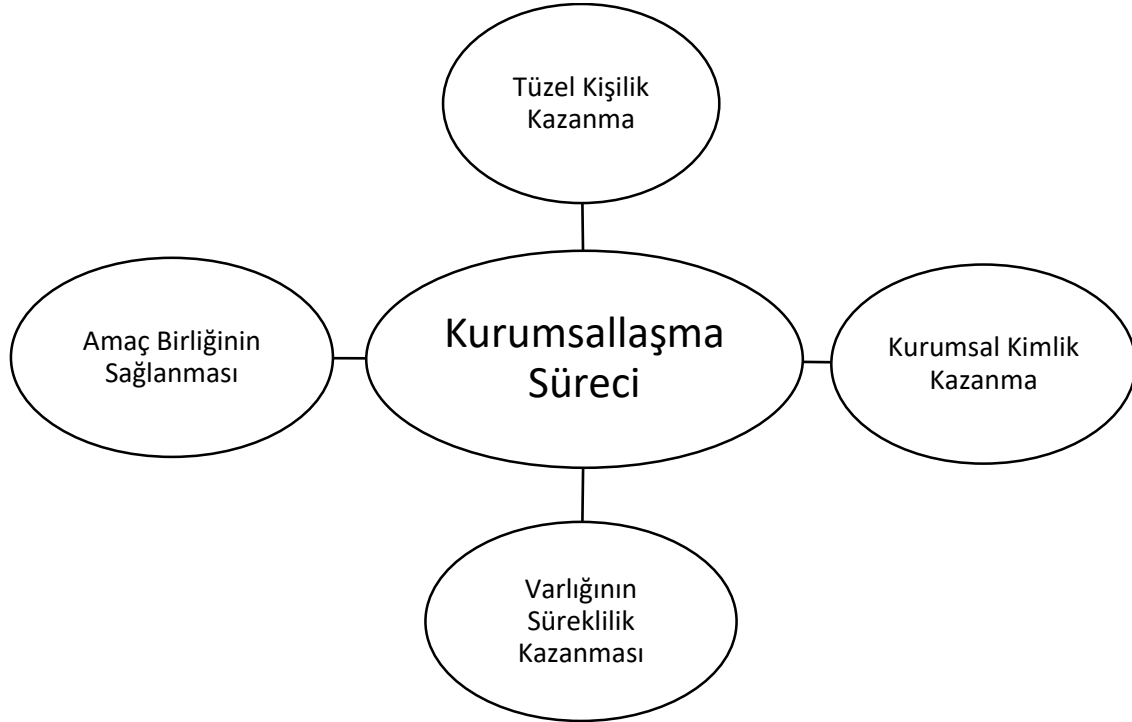 Tüzel Kişilik
Kazanma
Amaç Birliğinin
Sağlanması
Kurumsallaşma
Süreci
Kurumsal Kimlik
Kazanma
Varlığının
Süreklilik
Kazanması